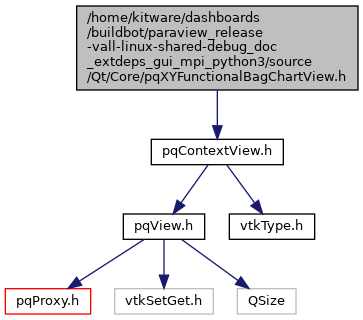 /home/kitware/dashboards
/buildbot/paraview_release
-vall-linux-shared-debug_doc
_extdeps_gui_mpi_python3/source
/Qt/Core/pqXYFunctionalBagChartView.h
pqContextView.h
pqView.h
vtkType.h
pqProxy.h
vtkSetGet.h
QSize